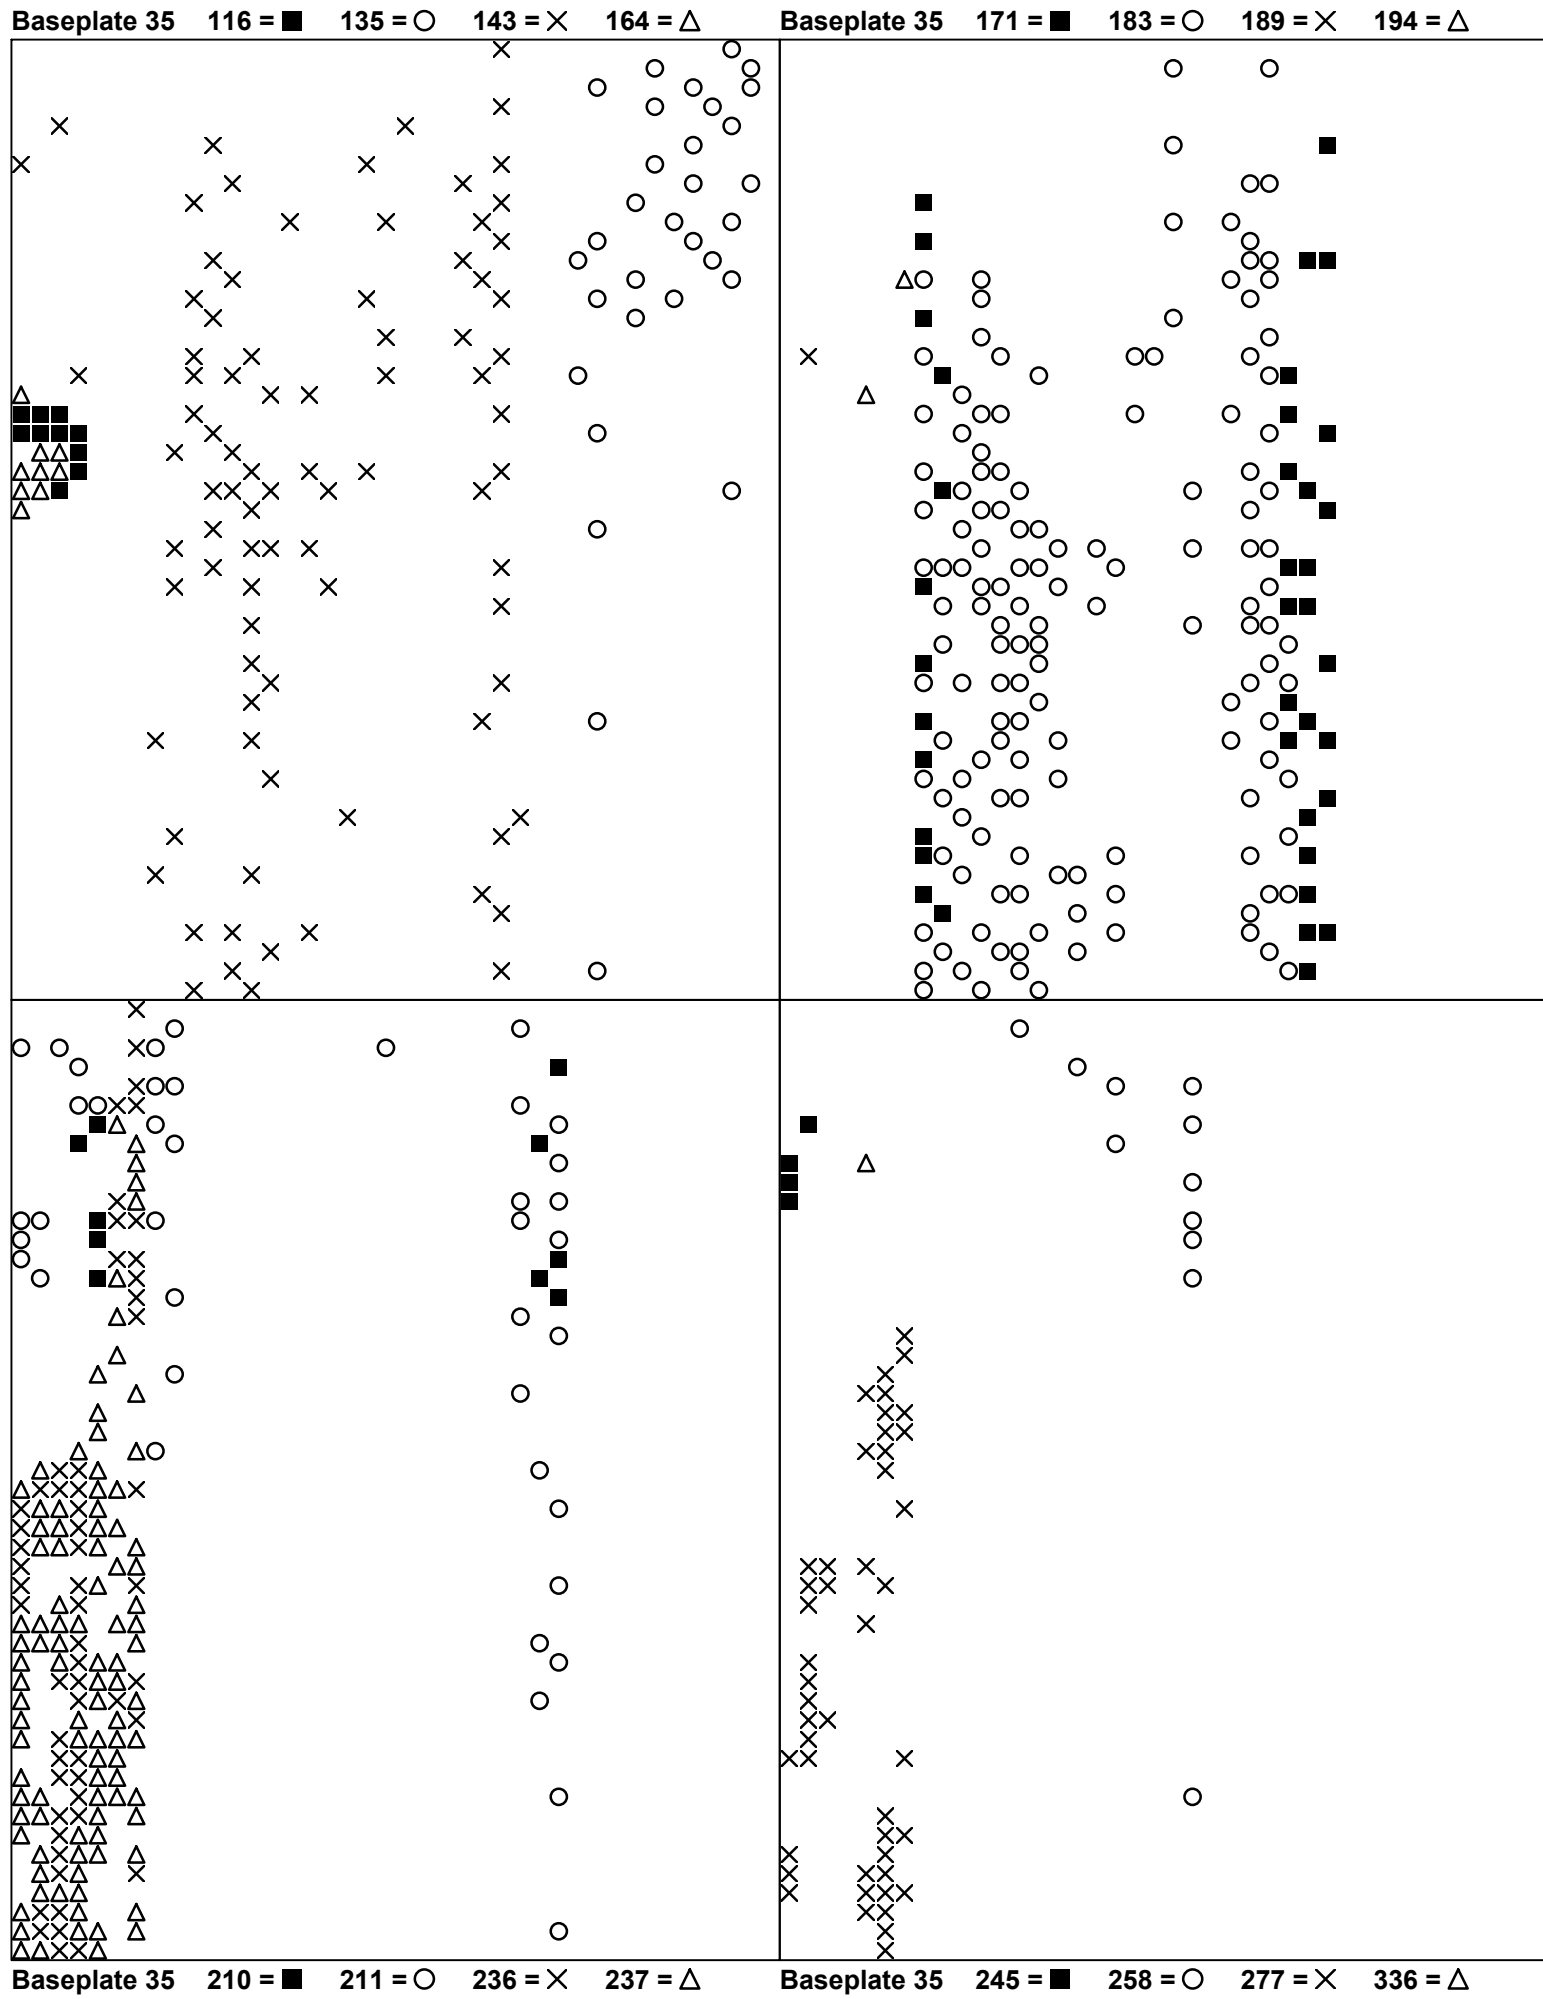 Baseplate 35 116 = ■ 135 = ○ 143 = × 164 = △
Baseplate 35 171 = ■ 183 = ○ 189 = × 194 = △
Baseplate 35 210 = ■ 211 = ○ 236 = × 237 = △
Baseplate 35 245 = ■ 258 = ○ 277 = × 336 = △